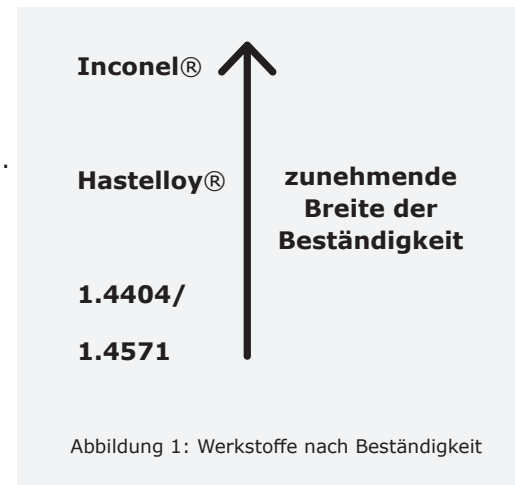 Inconel®
.
Hastelloy®
zunehmende
Breite der
Beständigkeit
1.4404/
1.4571
Abbildung 1: Werkstoffe nach Beständigkeit